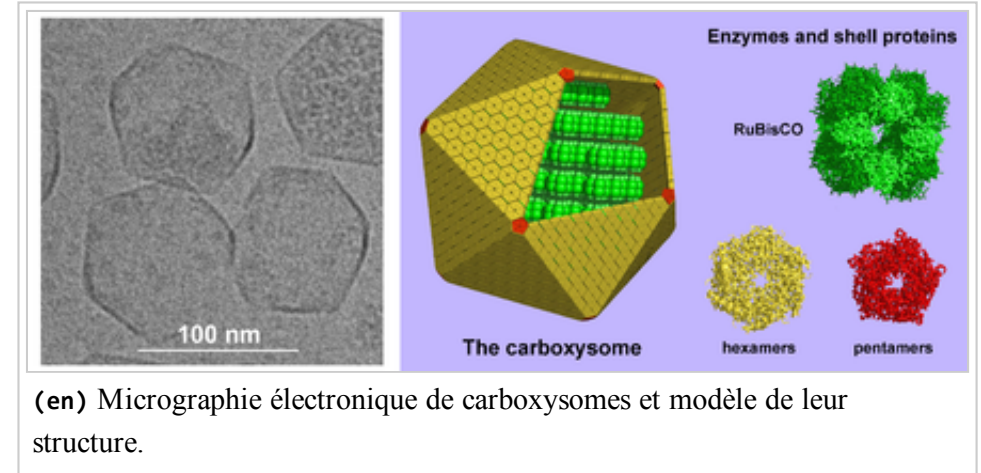 100 nm
Enzymes and shell proteins
RuBisCO
The carboxysome
hexamers
pentamers
(en) Micrographie électronique de carboxysomes et modèle de leur
structure.